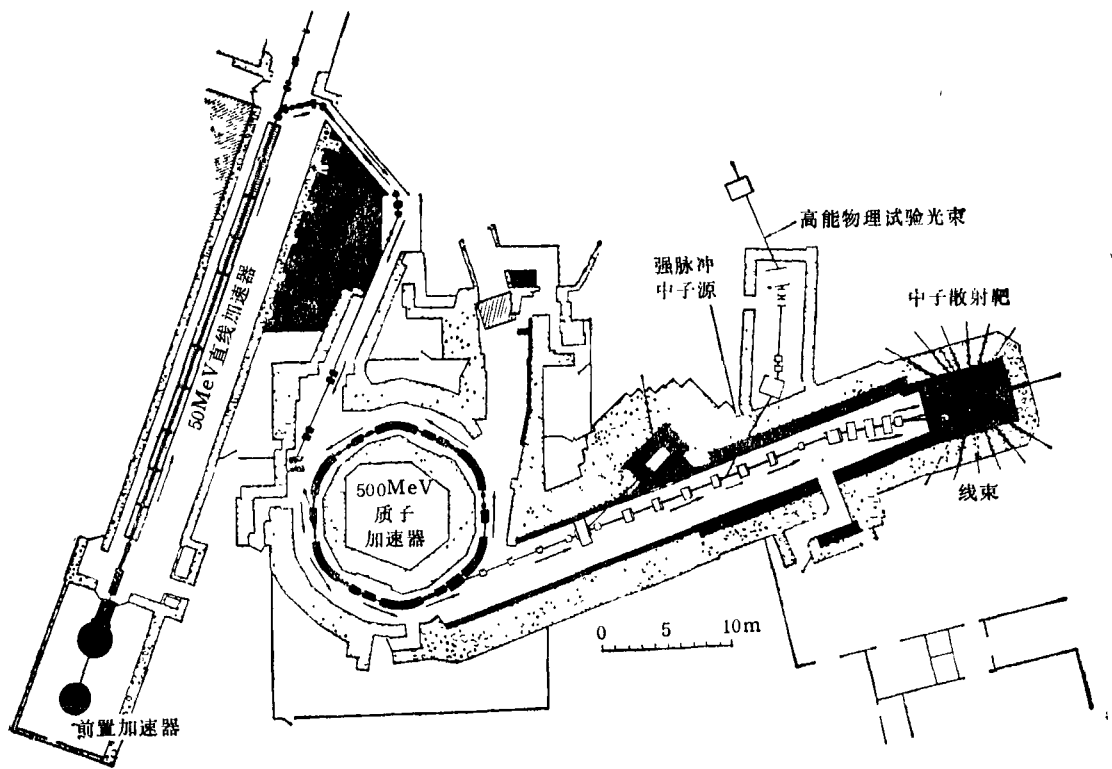 高能物理试验光束
强脉冲
中子源
中子散射靶
50MeV直线加速器
500MeV
质子
加速器
线束
0 5 10m
前置加速器